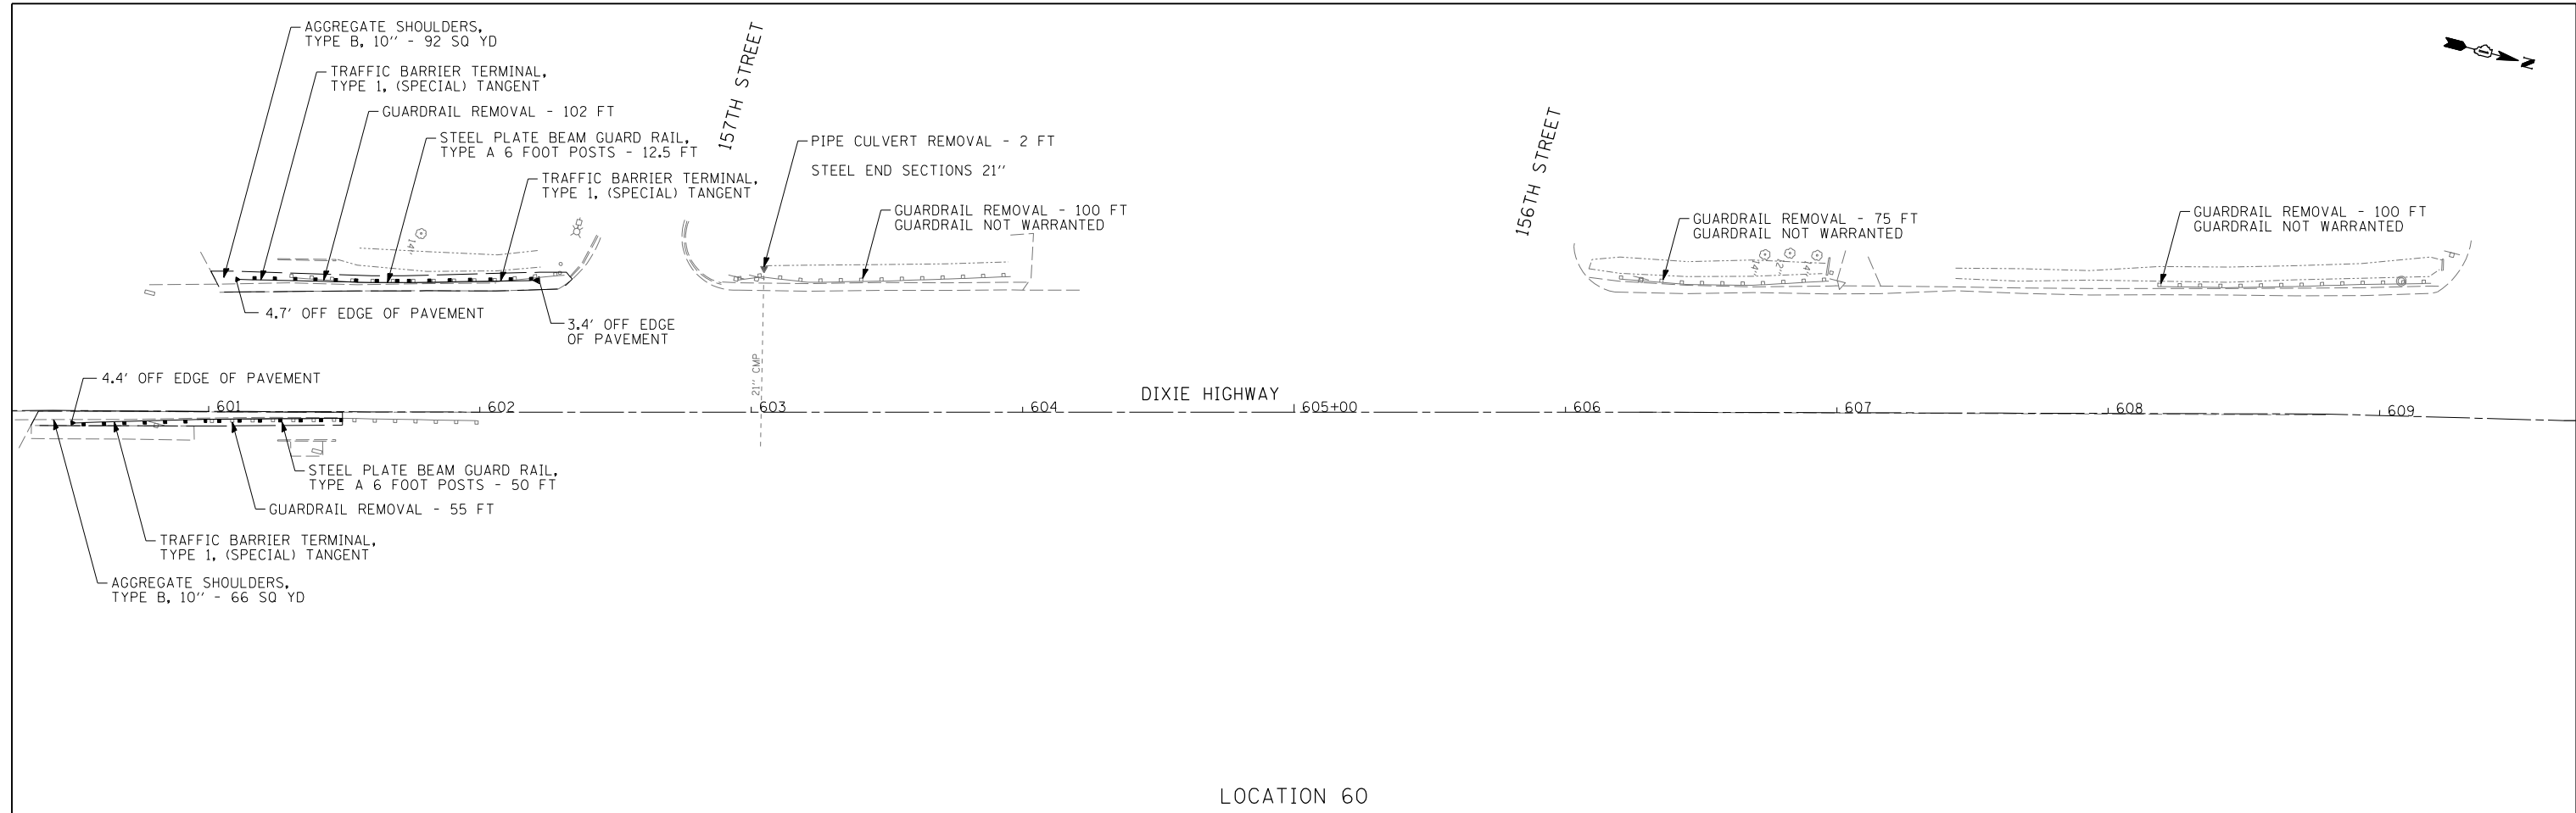 AGGREGATE SHOULDERS,
TYPE B, 10'' - 92 SQ YD
TRAFFIC BARRIER TERMINAL,
TYPE 1, (SPECIAL) TANGENT
GUARDRAIL REMOVAL - 102 FT
STEEL PLATE BEAM GUARD RAIL,
TYPE A 6 FOOT POSTS - 12.5 FT
TRAFFIC BARRIER TERMINAL,
TYPE 1, (SPECIAL) TANGENT
14"
4.7' OFF EDGE OF PAVEMENT
3.4' OFF EDGE
OF PAVEMENT
157TH STREET
PIPE CULVERT REMOVAL - 2 FT
STEEL END SECTIONS 21''
GUARDRAIL REMOVAL - 100 FT
GUARDRAIL NOT WARRANTED
21" CMP
156TH STREET
GUARDRAIL REMOVAL - 75 FT
GUARDRAIL NOT WARRANTED
14"
14"
GUARDRAIL REMOVAL - 100 FT
GUARDRAIL NOT WARRANTED
N
4.4' OFF EDGE OF PAVEMENT
DIXIE HIGHWAY
601
602
603
604
605+00
606
607
608
609
STEEL PLATE BEAM GUARD RAIL,
TYPE A 6 FOOT POSTS - 50 FT
GUARDRAIL REMOVAL - 55 FT
TRAFFIC BARRIER TERMINAL,
TYPE 1, (SPECIAL) TANGENT
AGGREGATE SHOULDERS,
TYPE B, 10'' - 66 SQ YD
LOCATION 60